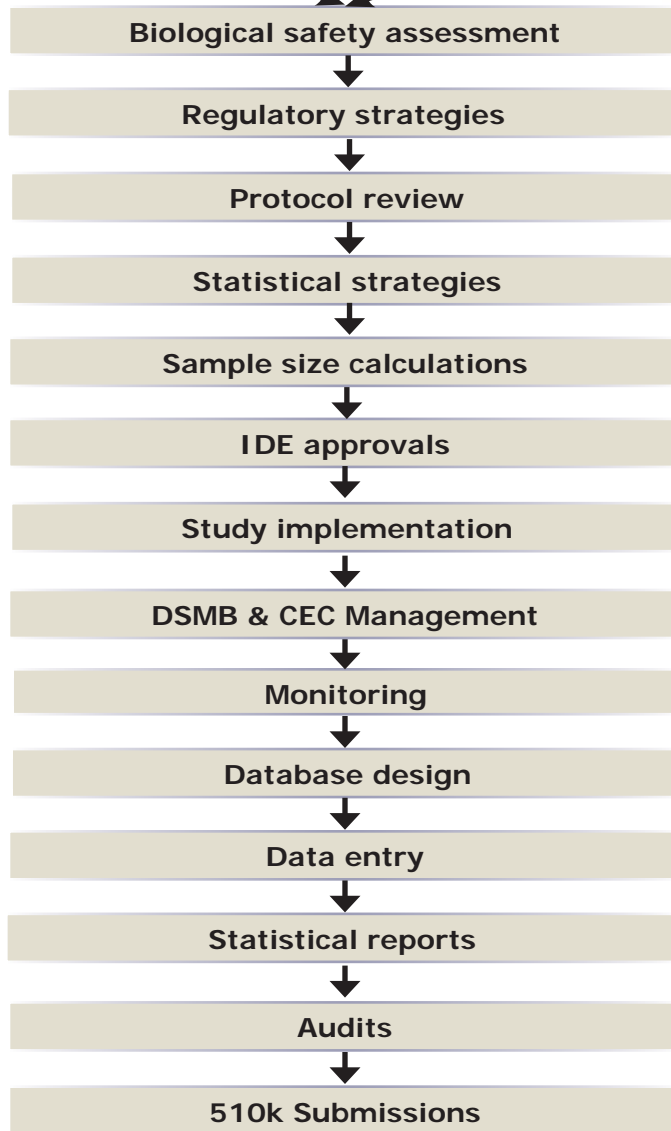 Biological safety assessment
Regulatory strategies
Protocol review
Statistical strategies
Sample size calculations
IDE approvals
Study implementation
DSMB & CEC Management
Monitoring
Database design
Data entry
Statistical reports
Audits
510k Submissions